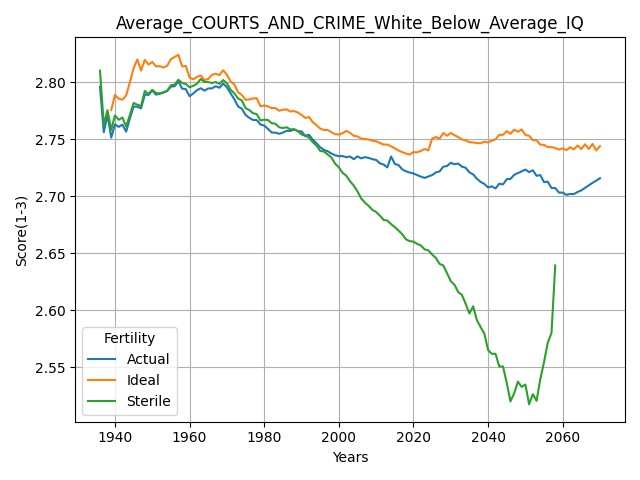 Average_COURTS_AND_CRIME_White_Below_Average_IQ
Score(1-3)
2.80
2.75
2.70
2.65
2.60
2.55
Fertility
Actual
Ideal
Sterile
1940 1960 1980 2000 2020 2040 2060
Years